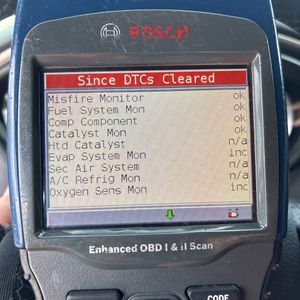 BOSCH
Since DTCs Cleared
Misfire Monitor ok
Fuel System Mon ok
Comp Component ok
Catalyst Mon ok
Htd Catalyst n/a
Evap System Mon inc
Sec Air System n/a
A/C Refrig Mon n/a
Oxygen Sens Mon inc
Enhanced OBD I & II Scan
CODE